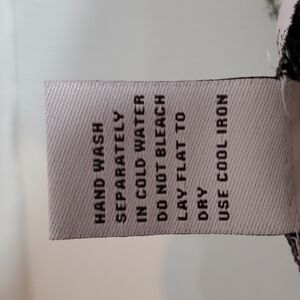 HAND WASH
SEPARATELY
IN COLD WATER
DO NOT BLEACH
LAY FLAT TO
DRY
USE COOL IRON